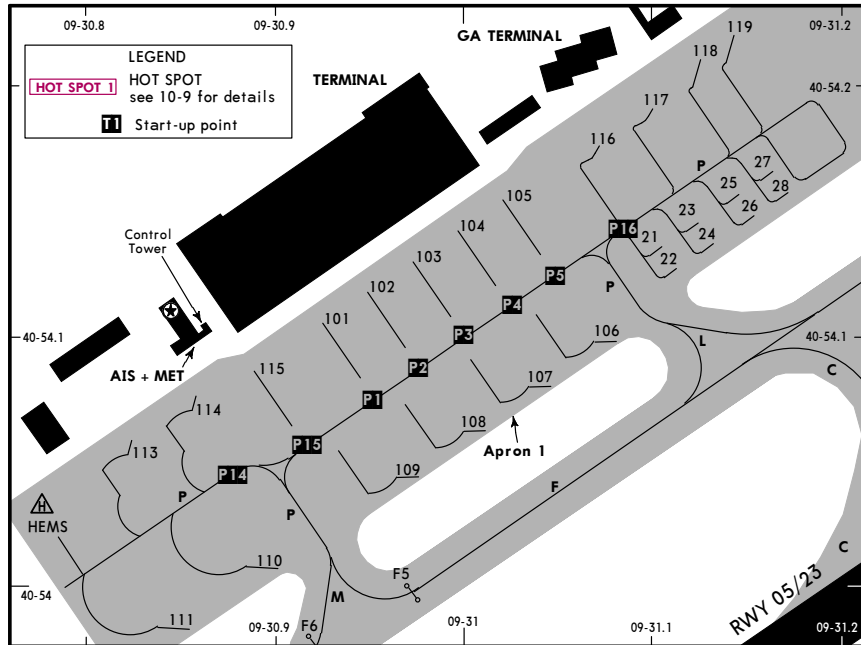 09-30.8
09-30.9
09-31.2
LEGEND
HOT SPOT 1
HOT SPOT
see 10-9 for details
T1
Start-up point
TERMINAL
GA TERMINAL
40-54.2
119
118
117
116
P
27
25
28
23
26
21
24
22
P16
105
104
103
102
101
115
Control
Tower
P5
P4
P3
P2
P1
P15
P14
P
L
C
40-54.1
40-54.1
AIS + MET
106
107
108
109
Apron 1
114
113
P
P
F
C
H
HEMS
110
111
M
F5
F6
40-54
RWY 05/23
09-30.9
09-31
09-31.1
09-31.2